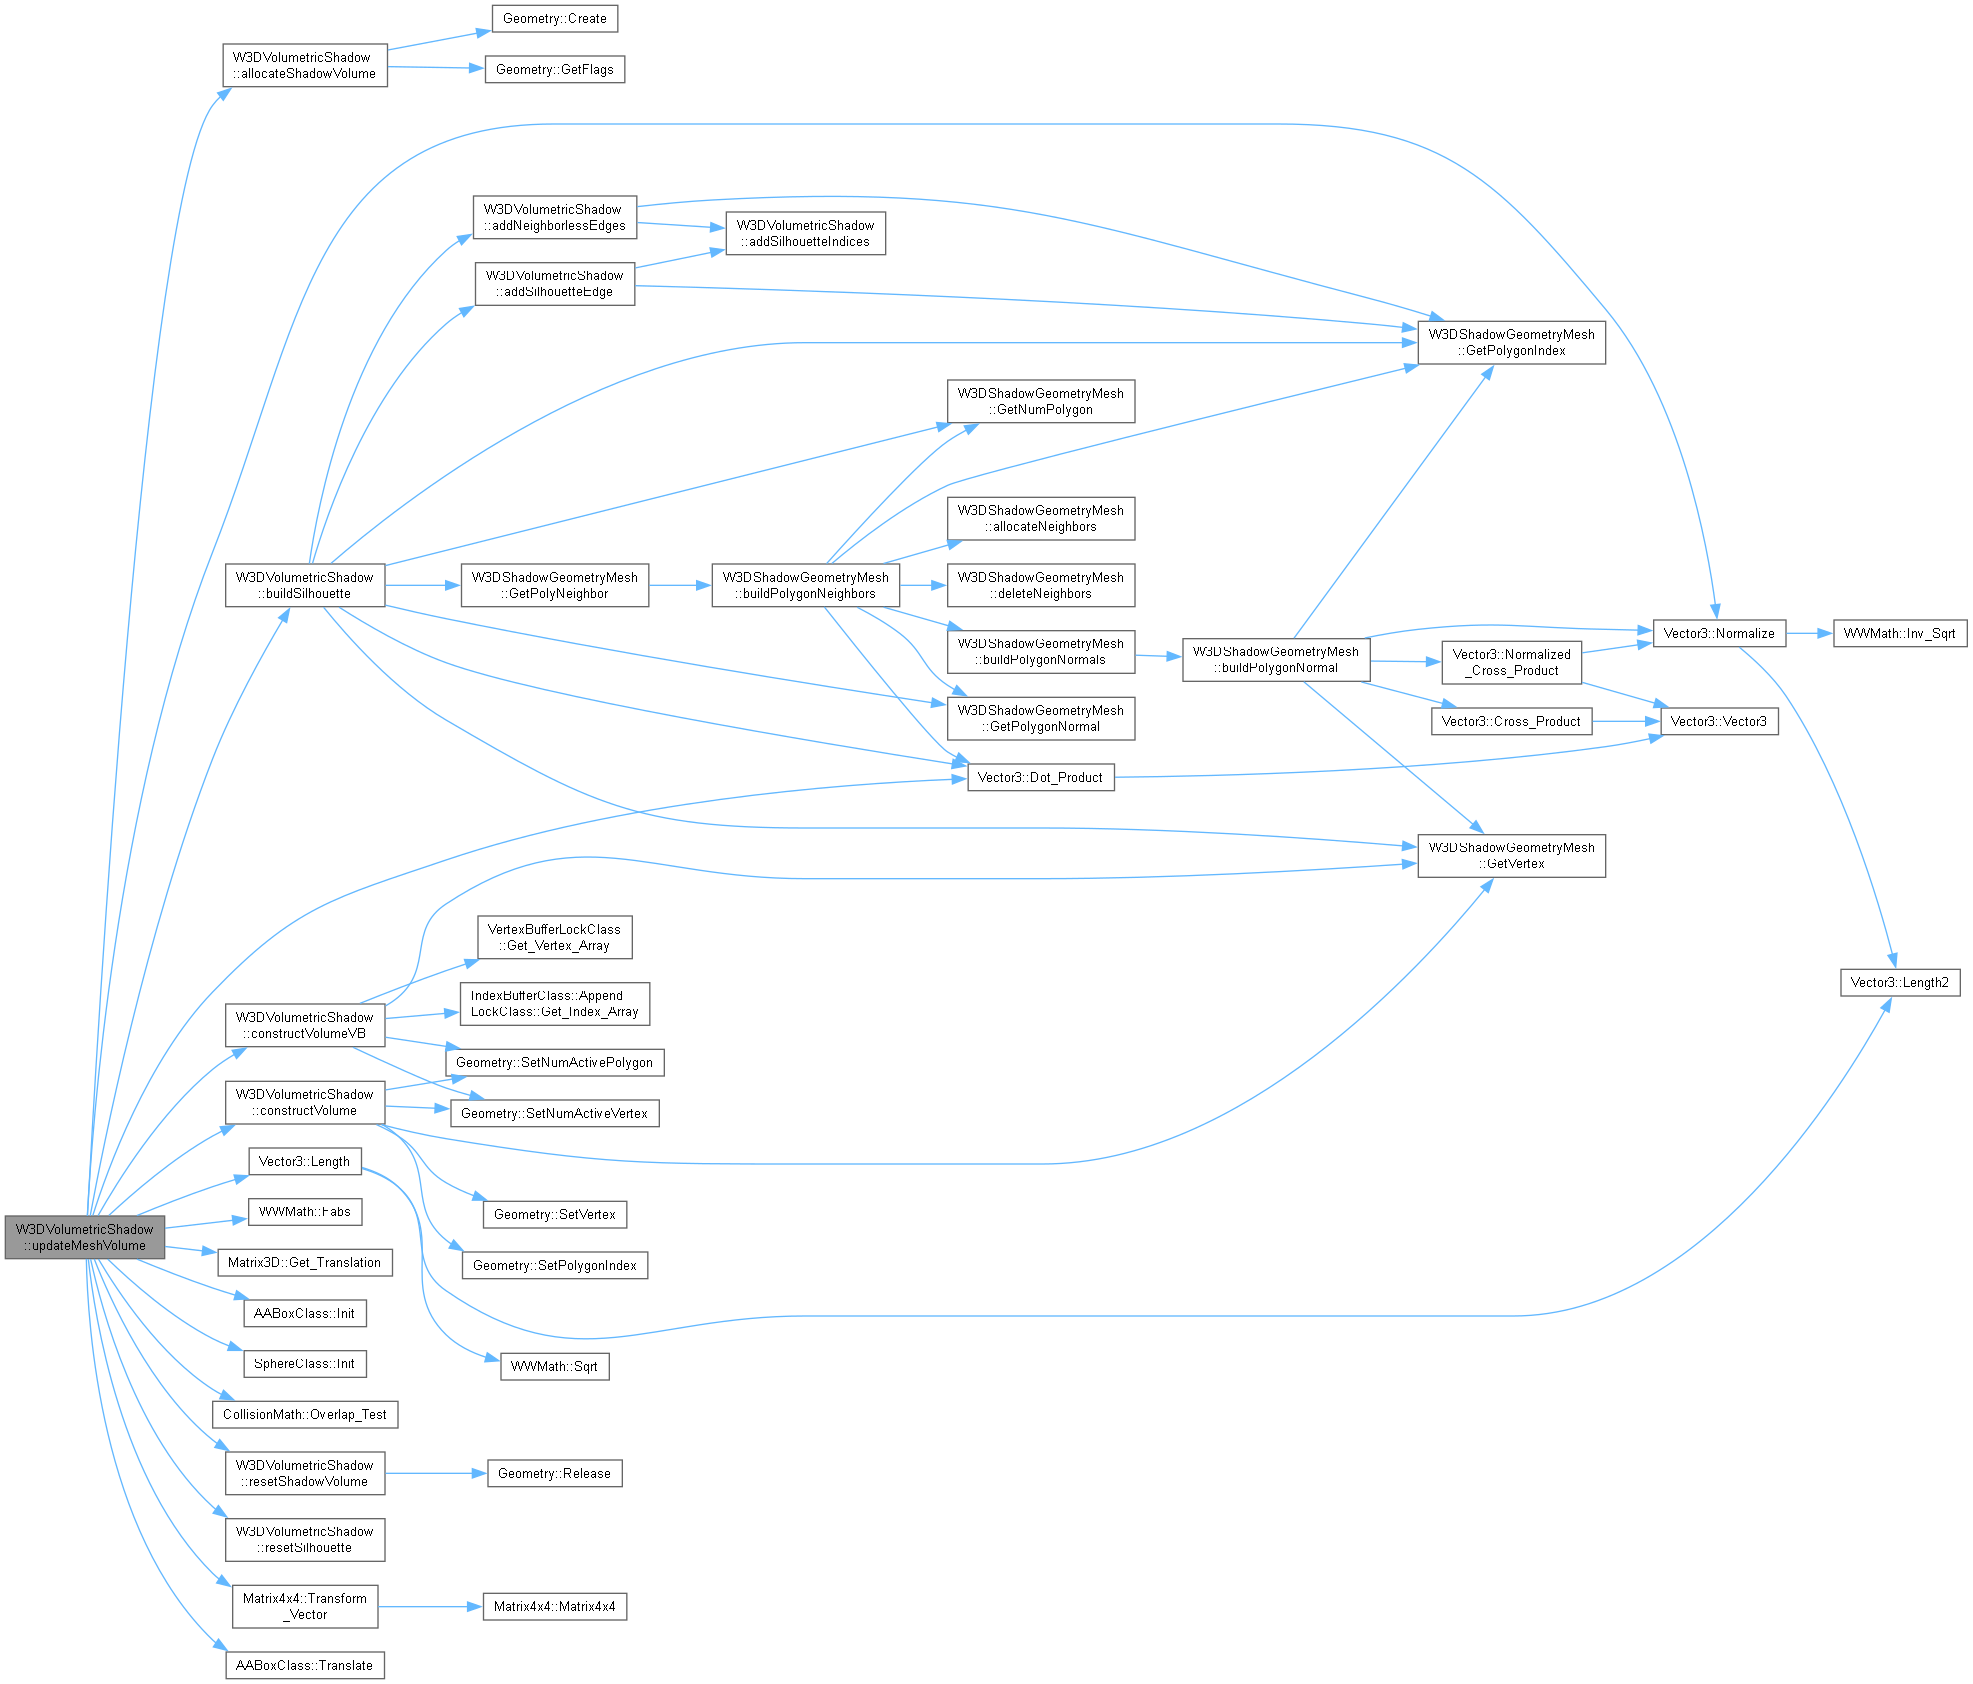 Geometry::Create
W3DVolumetricShadow
::allocateShadowVolume
Geometry::GetFlags
W3DVolumetricShadow
::addNeighborlessEdges
W3DVolumetricShadow
::addSilhouetteIndices
W3DVolumetricShadow
::addSilhouetteEdge
W3DShadowGeometryMesh
::GetPolygonIndex
W3DShadowGeometryMesh
::GetNumPolygon
W3DShadowGeometryMesh
::allocateNeighbors
W3DVolumetricShadow
::buildSilhouette
W3DShadowGeometryMesh
::GetPolyNeighbor
W3DShadowGeometryMesh
::buildPolygonNeighbors
W3DShadowGeometryMesh
::deleteNeighbors
W3DShadowGeometryMesh
::buildPolygonNormals
W3DShadowGeometryMesh
::buildPolygonNormal
Vector3::Normalized
_Cross_Product
Vector3::Normalize
WWMath::Inv_Sqrt
W3DShadowGeometryMesh
::GetPolygonNormal
Vector3::Cross_Product
Vector3::Vector3
Vector3::Dot_Product
W3DShadowGeometryMesh
::GetVertex
VertexBufferLockClass
::Get_Vertex_Array
Vector3::Length2
IndexBufferClass::Append
LockClass::Get_Index_Array
W3DVolumetricShadow
::constructVolumeVB
Geometry::SetNumActivePolygon
W3DVolumetricShadow
::constructVolume
Geometry::SetNumActiveVertex
Vector3::Length
WWMath::Fabs
Geometry::SetVertex
W3DVolumetricShadow
::updateMeshVolume
Matrix3D::Get_Translation
Geometry::SetPolygonIndex
AABoxClass::Init
SphereClass::Init
WWMath::Sqrt
CollisionMath::Overlap_Test
W3DVolumetricShadow
::resetShadowVolume
Geometry::Release
W3DVolumetricShadow
::resetSilhouette
Matrix4x4::Transform
_Vector
Matrix4x4::Matrix4x4
AABoxClass::Translate